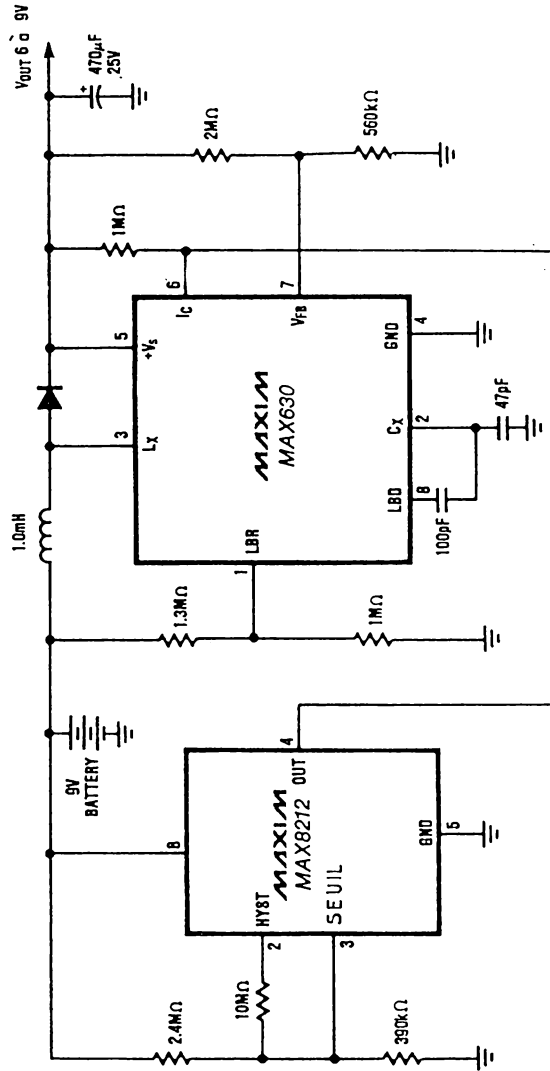 VOUT 6 à 9V
470µF
25V
2MΩ
560kΩ
1MΩ
6
IC
7
VFB
5
+VS
3
LX
MAXIM
MAX630
GND
4
CX
2
47pF
LBD
8
100pF
1.0mH
LBR
1
1.3MΩ
1MΩ
9V
BATTERY
4
OUT
8
MAXIM
MAX8212
GND
5
HYST
2
SEUIL
3
10MΩ
2.4MΩ
390kΩ